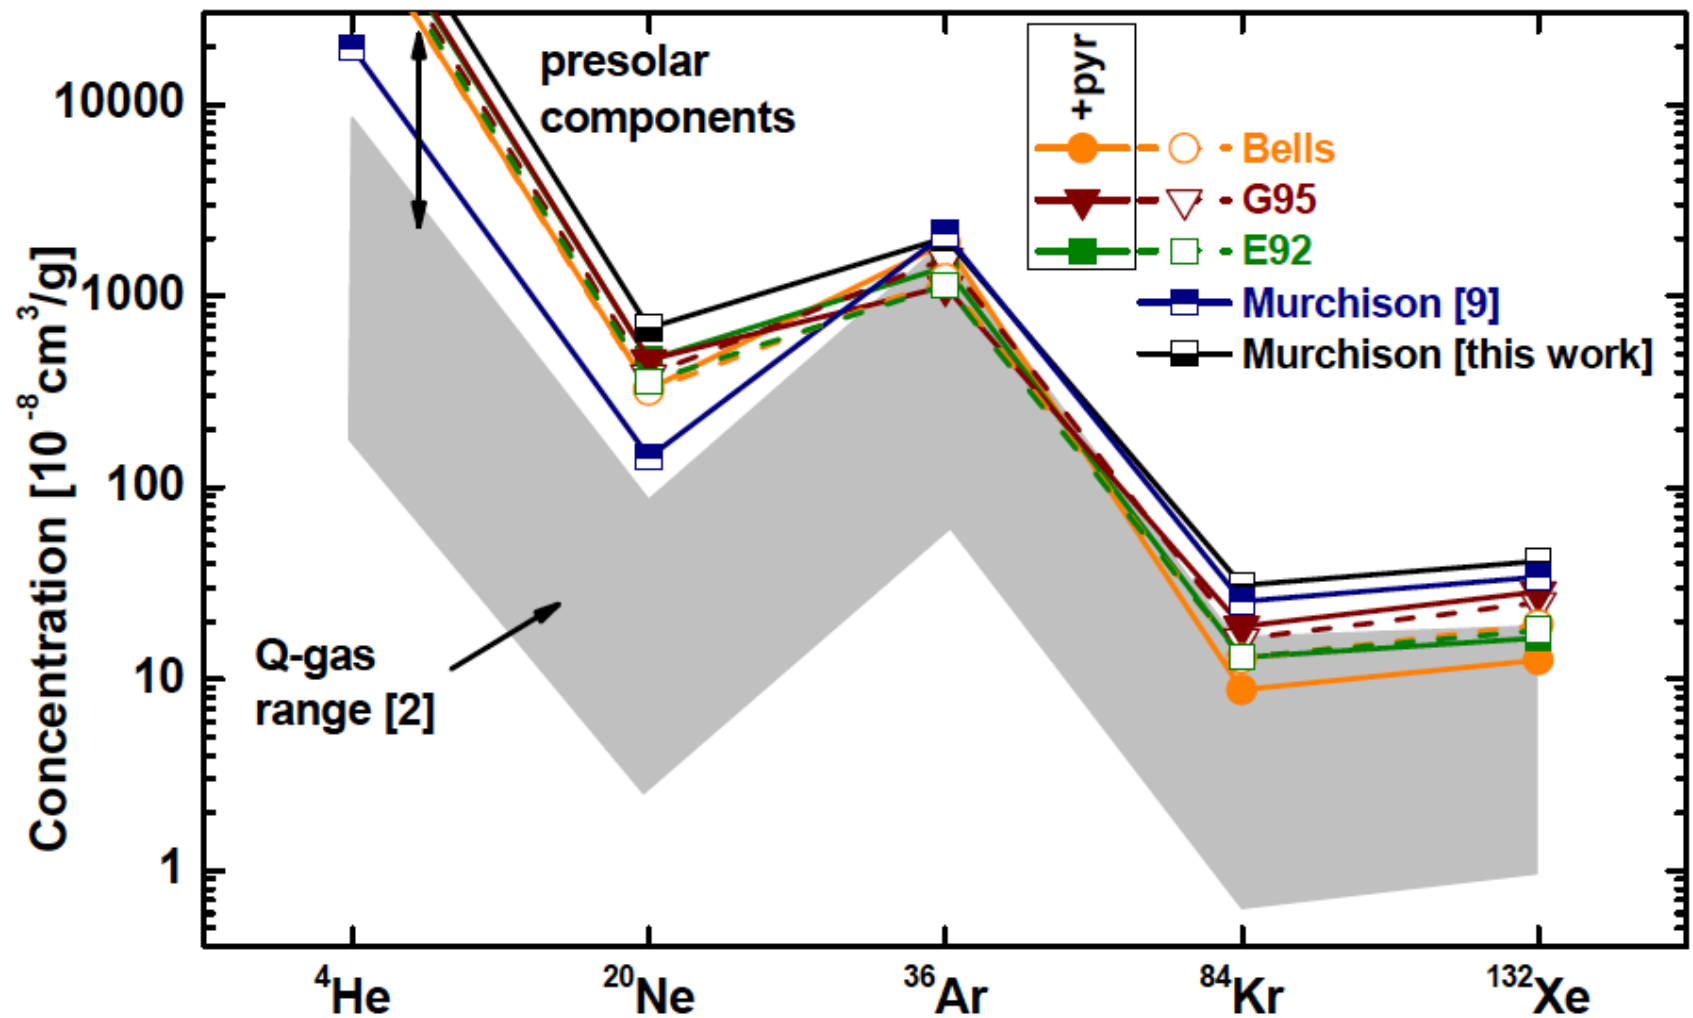 presolar
components
+pyr
Bells
G95
E92
Murchison [9]
Murchison [this work]
Q-gas
range [2]
Concentration [10⁻⁸cm³/g]
10000
1000
100
10
1
⁴He
²⁰Ne
³⁶Ar
⁸⁴Kr
¹³²Xe